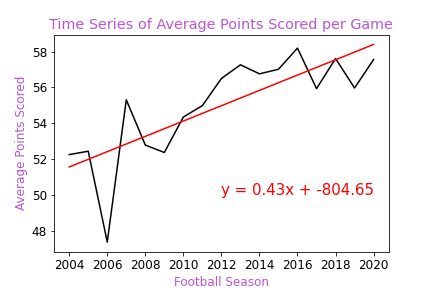 Time Series of Average Points Scored per Game
Average Points Scored
58
56
54
52
50
48
y = 0.43x + -804.65
2004 2006 2008 2010 2012 2014 2016 2018 2020
Football Season